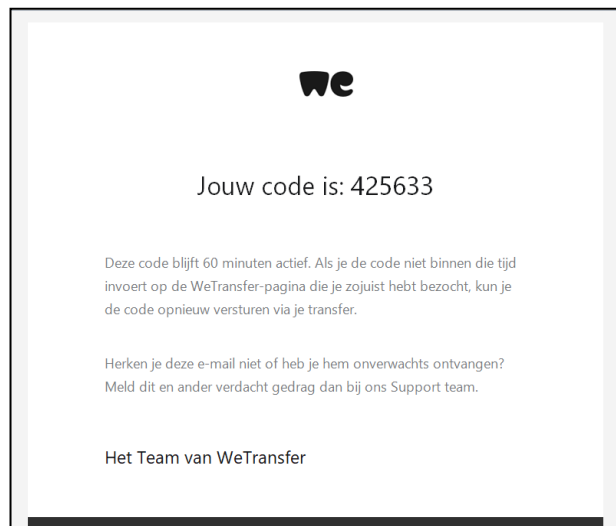 we
Jouw code is: 425633
Deze code blijft 60 minuten actief. Als je de code niet binnen die tijd
invoert op de WeTransfer-pagina die je zojuist hebt bezocht, kun je
de code opnieuw versturen via je transfer.
Herken je deze e-mail niet of heb je hem onverwachts ontvangen?
Meld dit en ander verdacht gedrag dan bij ons Support team.
Het Team van WeTransfer